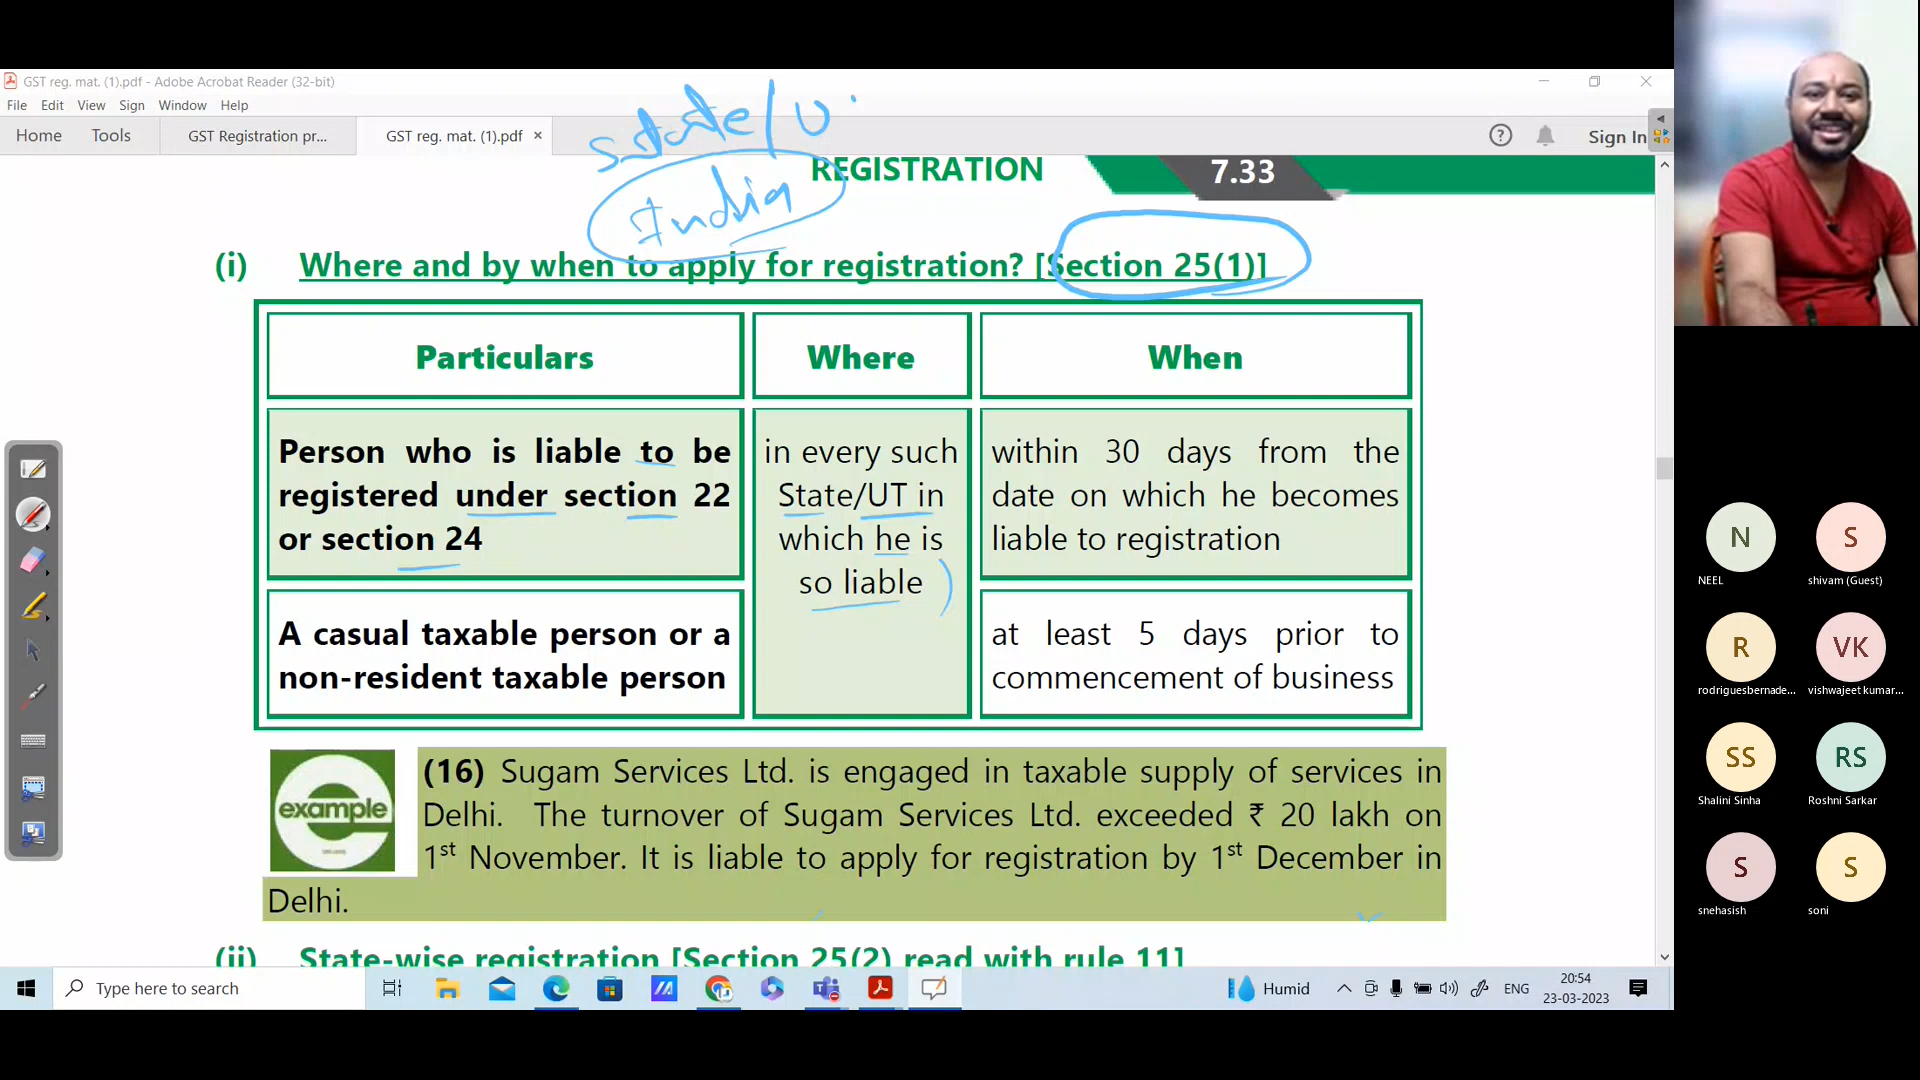 GST reg. mat. (1).pdf - Adobe Acrobat Reader (32-bit)
File Edit View Sign Window Help
Home Tools GST Registration pr... GST reg. mat. (1).pdf × Sign In
state/U
India
REGISTRATION 7.33
(i) Where and by when to apply for registration? [Section 25(1)]
Particulars Where When
Person who is liable to be
registered under section 22
or section 24
in every such
State/UT in
which he is
so liable
within 30 days from the
date on which he becomes
liable to registration
A casual taxable person or a
non-resident taxable person
at least 5 days prior to
commencement of business
example
(16) Sugam Services Ltd. is engaged in taxable supply of services in
Delhi. The turnover of Sugam Services Ltd. exceeded ₹ 20 lakh on
1st November. It is liable to apply for registration by 1st December in
Delhi.
(ii) State-wise registration [Section 25(2) read with rule 11]
N S
NEEL shivam (Guest)
R VK
rodriguesbernade... vishwajeet kumar...
SS RS
Shalini Sinha Roshni Sarkar
S S
snehasish soni
Type here to search
Humid ENG 20:54
23-03-2023